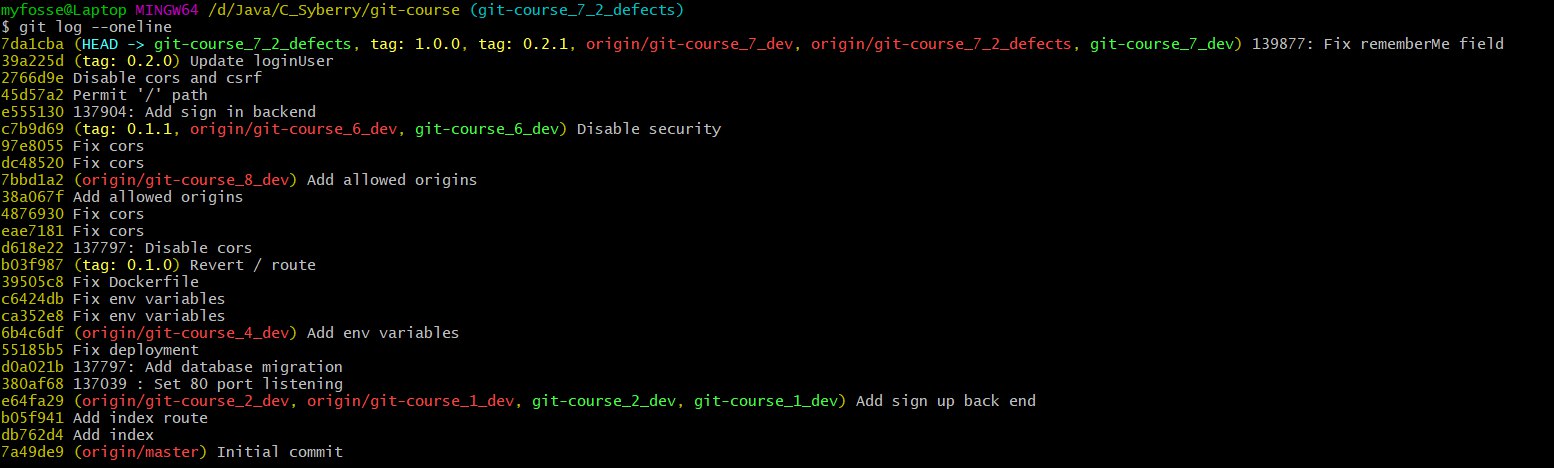 myfosse@Laptop MINGW64 /d/Java/C_Syberry/git-course (git-course_7_2_defects)
$ git log --oneline
7da1cba (HEAD -> git-course_7_2_defects, tag: 1.0.0, tag: 0.2.1, origin/git-course_7_dev, origin/git-course_7_2_defects, git-course_7_dev) 139877: Fix rememberMe field
39a225d (tag: 0.2.0) Update loginUser
2766d9e Disable cors and csrf
45d57a2 Permit '/' path
e555130 137904: Add sign in backend
c7b9d69 (tag: 0.1.1, origin/git-course_6_dev, git-course_6_dev) Disable security
97e8055 Fix cors
dc48520 Fix cors
7bbd1a2 (origin/git-course_8_dev) Add allowed origins
38a067f Add allowed origins
4876930 Fix cors
eae7181 Fix cors
d618e22 137797: Disable cors
b03f987 (tag: 0.1.0) Revert / route
39505c8 Fix Dockerfile
c6424db Fix env variables
ca352e8 Fix env variables
6b4c6df (origin/git-course_4_dev) Add env variables
55185b5 Fix deployment
d0a021b 137797: Add database migration
380af68 137039 : Set 80 port listening
e64fa29 (origin/git-course_2_dev, origin/git-course_1_dev, git-course_2_dev, git-course_1_dev) Add sign up back end
b05f941 Add index route
db762d4 Add index
7a49de9 (origin/master) Initial commit